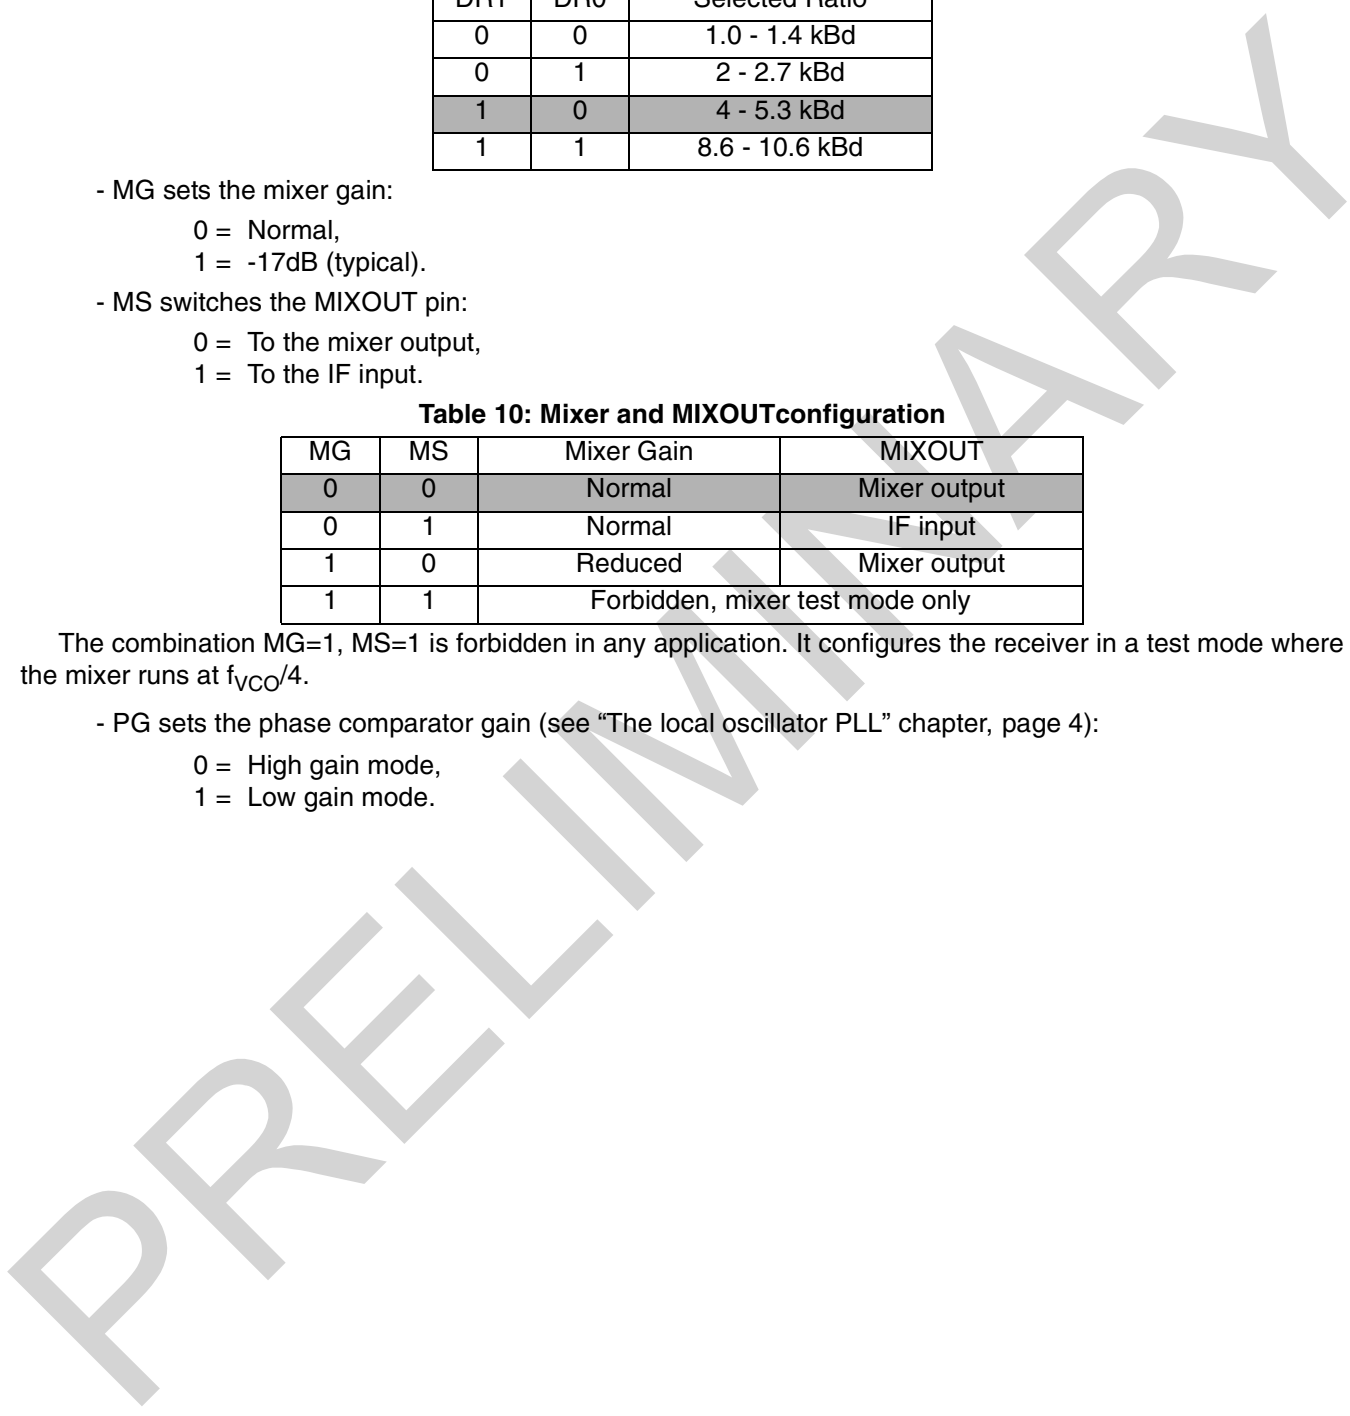 DR1 DR0 Selected Ratio
0 0 1.0 - 1.4 kBd
0 1 2 - 2.7 kBd
1 0 4 - 5.3 kBd
1 1 8.6 - 10.6 kBd
- MG sets the mixer gain:
0 = Normal,
1 = -17dB (typical).
- MS switches the MIXOUT pin:
0 = To the mixer output,
1 = To the IF input.
Table 10: Mixer and MIXOUTconfiguration
MG MS Mixer Gain MIXOUT
0 0 Normal Mixer output
0 1 Normal IF input
1 0 Reduced Mixer output
1 1 Forbidden, mixer test mode only
The combination MG=1, MS=1 is forbidden in any application. It configures the receiver in a test mode where
the mixer runs at fVCO/4.
- PG sets the phase comparator gain (see “The local oscillator PLL” chapter, page 4):
0 = High gain mode,
1 = Low gain mode.
PRELIMINARY